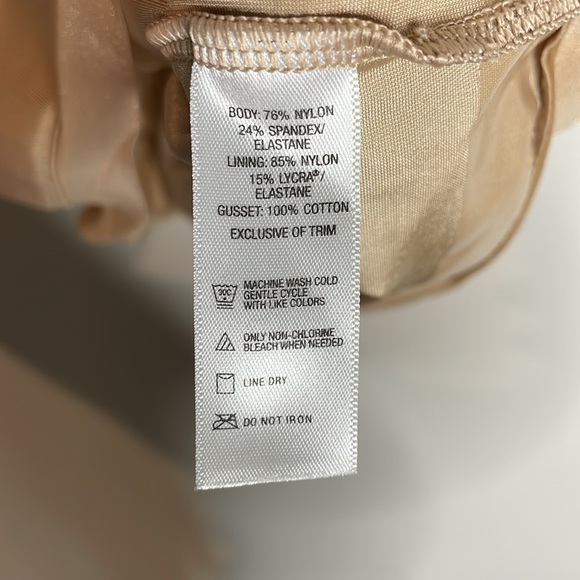 BODY: 76% NYLON
24% SPANDEX/
ELASTANE
LINING: 85% NYLON
15% LYCRA®/
ELASTANE
GUSSET: 100% COTTON
EXCLUSIVE OF TRIM
30C
MACHINE WASH COLD
GENTLE CYCLE
WITH LIKE COLORS
ONLY NON-CHLORINE
BLEACH WHEN NEEDED
LINE DRY
DO NOT IRON